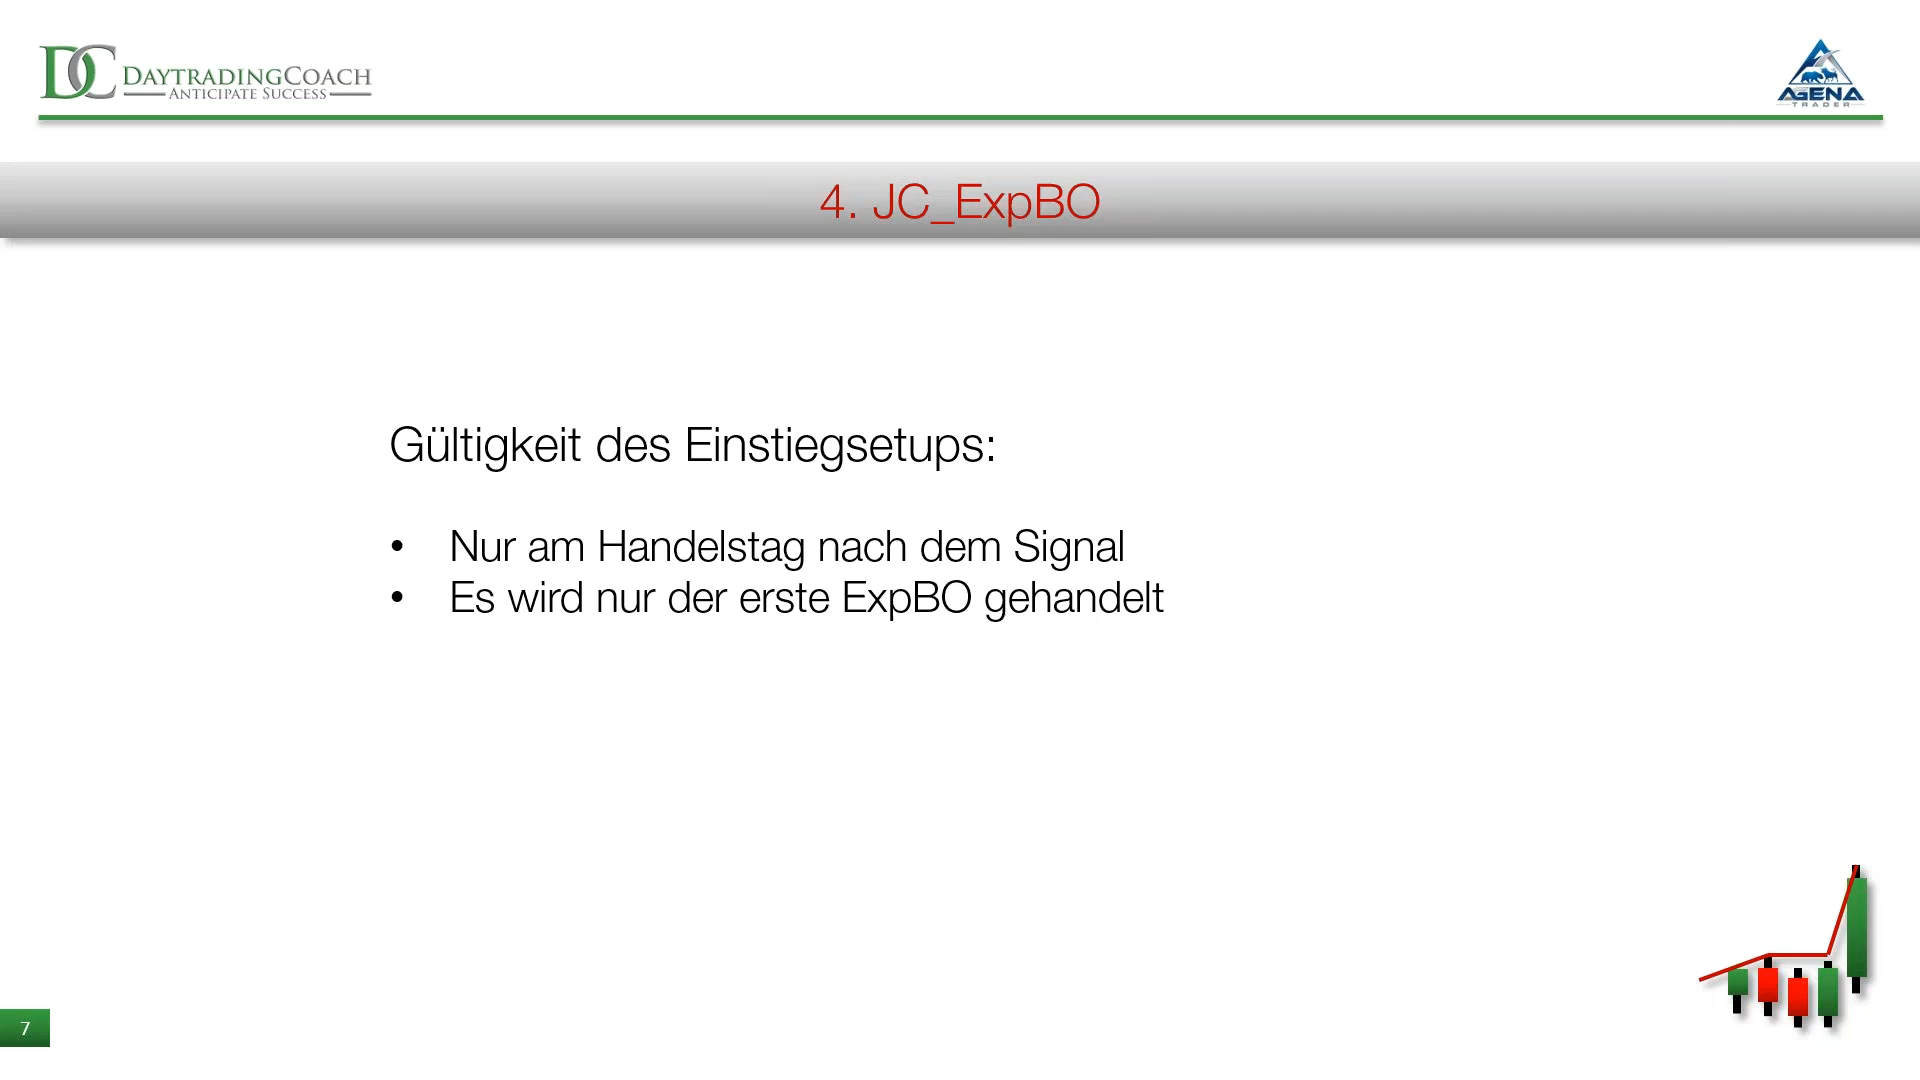 DC DAYTRADINGCOACH
ANTICIPATE SUCCESS
AGENA
TRADER
4. JC_ExpBO
Gültigkeit des Einstiegsetups:
• Nur am Handelstag nach dem Signal
• Es wird nur der erste ExpBO gehandelt
7